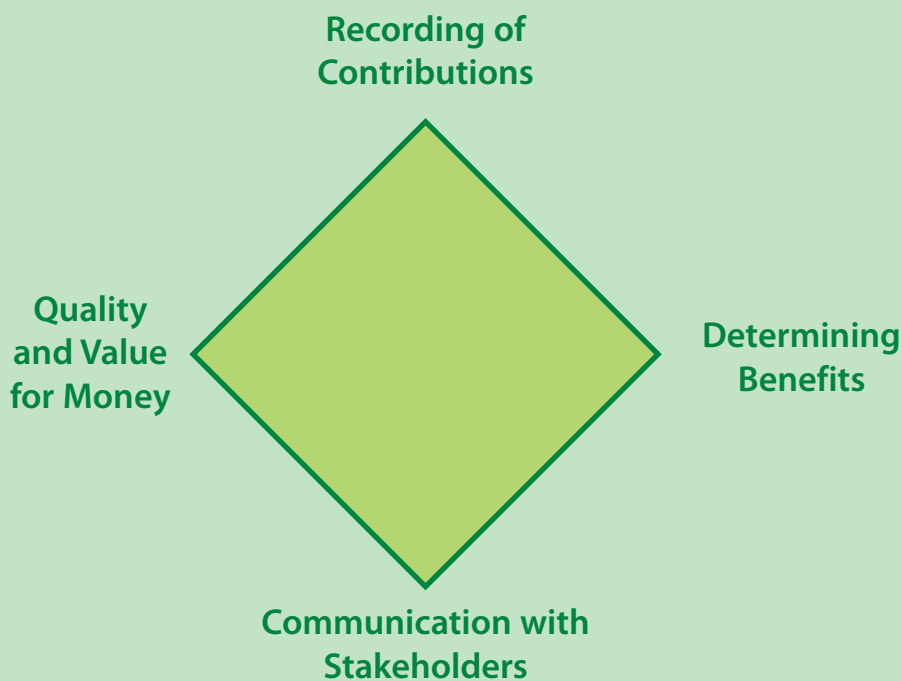 Recording of
Contributions
Quality
and Value
for Money
Determining
Benefits
Communication with
Stakeholders